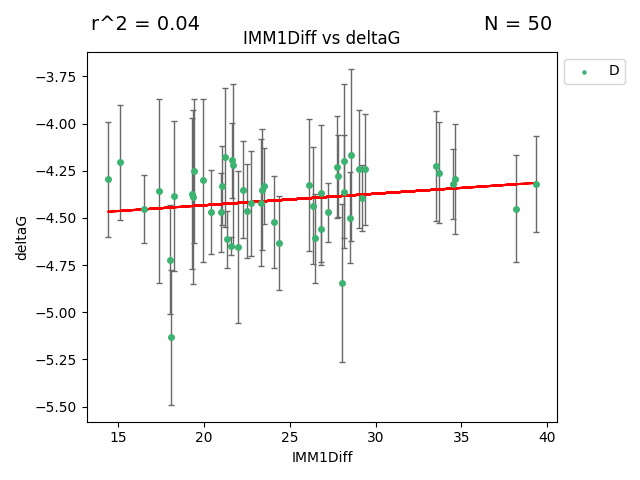 r^2 = 0.04
N = 50
IMM1Diff vs deltaG
D
deltaG
−3.75
−4.00
−4.25
−4.50
−4.75
−5.00
−5.25
−5.50
15
20
25
30
35
40
IMM1Diff